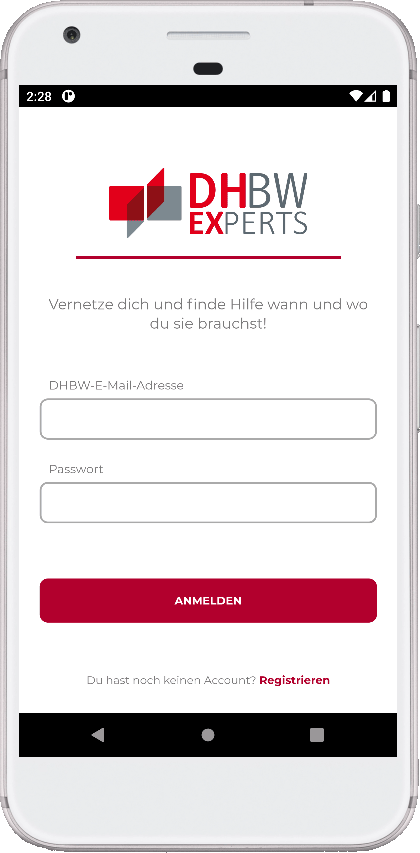 2:28
DHBW
EXPERTS
Vernetze dich und finde Hilfe wann und wo
du sie brauchst!
DHBW-E-Mail-Adresse
Passwort
ANMELDEN
Du hast noch keinen Account? Registrieren